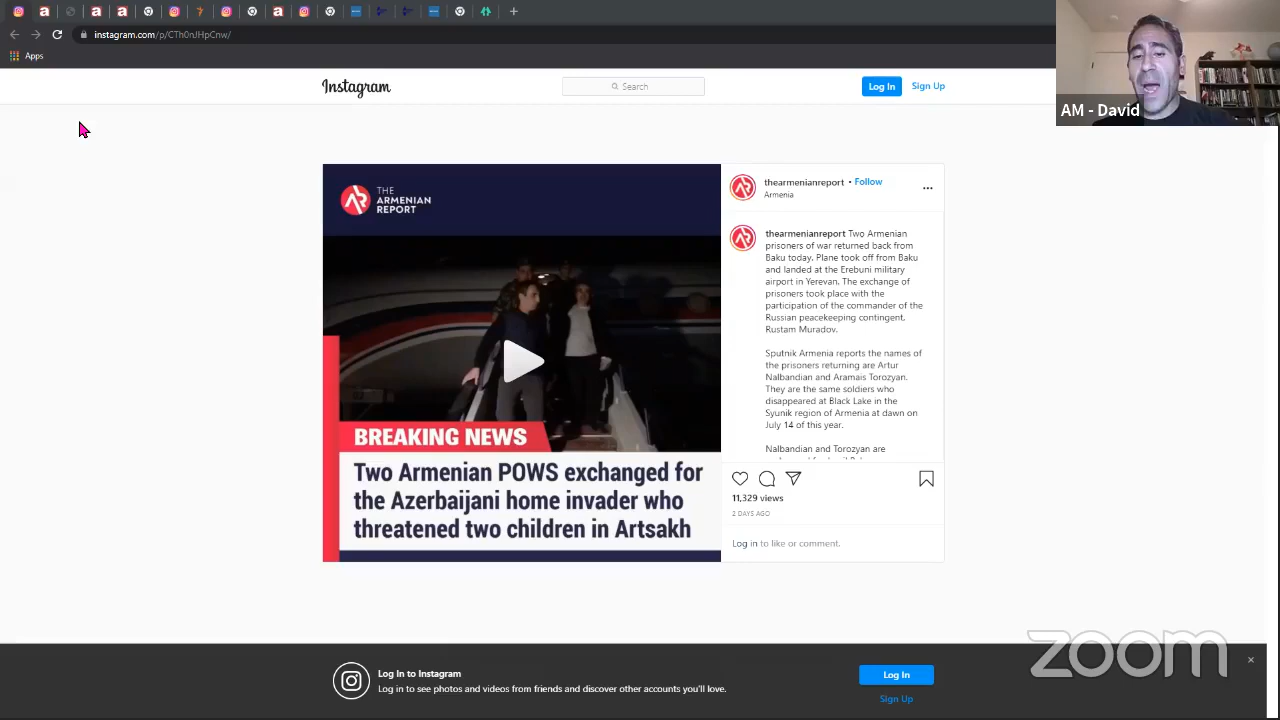 instagram.com/p/CTh0nJHpCnw/
Apps
Instagram
Search
Log In
Sign Up
AM - David
THE
ARMENIAN
REPORT
BREAKING NEWS
Two Armenian POWS exchanged for
the Azerbaijani home invader who
threatened two children in Artsakh
thearmenianreport • Follow
Armenia
thearmenianreport Two Armenian
prisoners of war returned back from
Baku today. Plane took off from Baku
and landed at the Erebuni military
airport in Yerevan. The exchange of
prisoners took place with the
participation of the commander of the
Russian peacekeeping contingent,
Rustam Muradov.
Sputnik Armenia reports the names of
the prisoners returning are Artur
Nalbandian and Aramais Torozyan.
They are the same soldiers who
disappeared at Black Lake in the
Syunik region of Armenia at dawn on
July 14 of this year.
Nalbandian and Torozyan are
11,329 views
2 DAYS AGO
Log in to like or comment.
zoom
Log In to Instagram
Log in to see photos and videos from friends and discover other accounts you'll love.
Log In
Sign Up